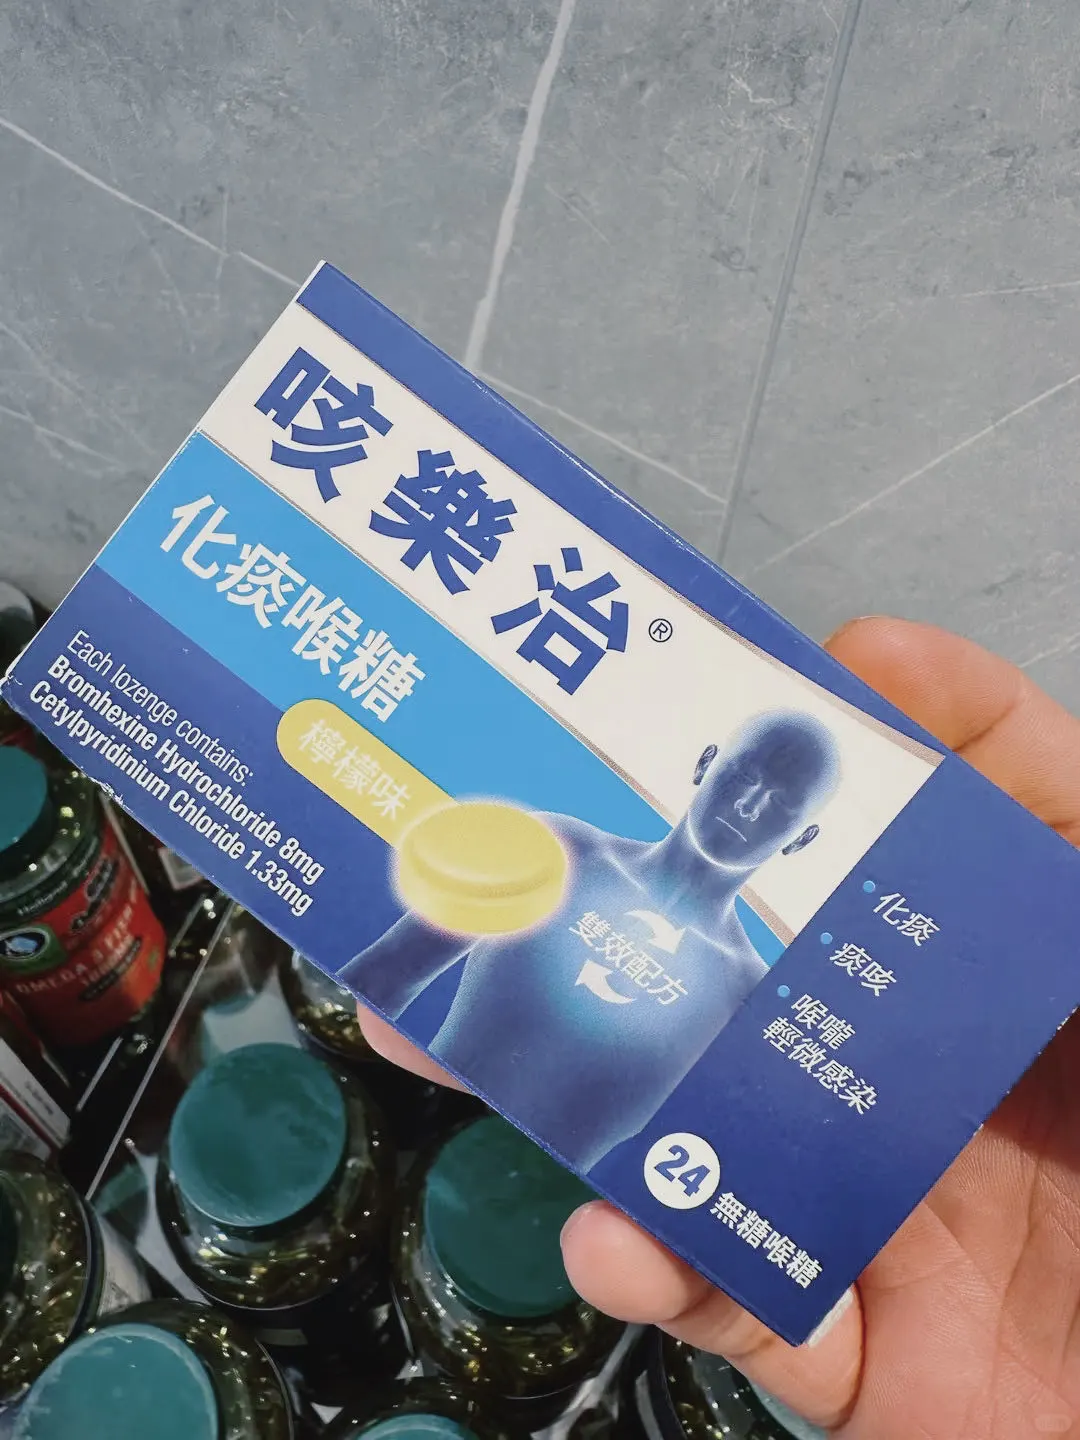 咳樂治®
化痰喉糖
檸檬味
Each lozenge contains:
Bromhexine Hydrochloride 8mg
Cetylpyridinium Chloride 1.33mg
雙效配方
化痰
痰咳
喉嚨
輕微感染
24 無糖喉糖
OMEGA 3